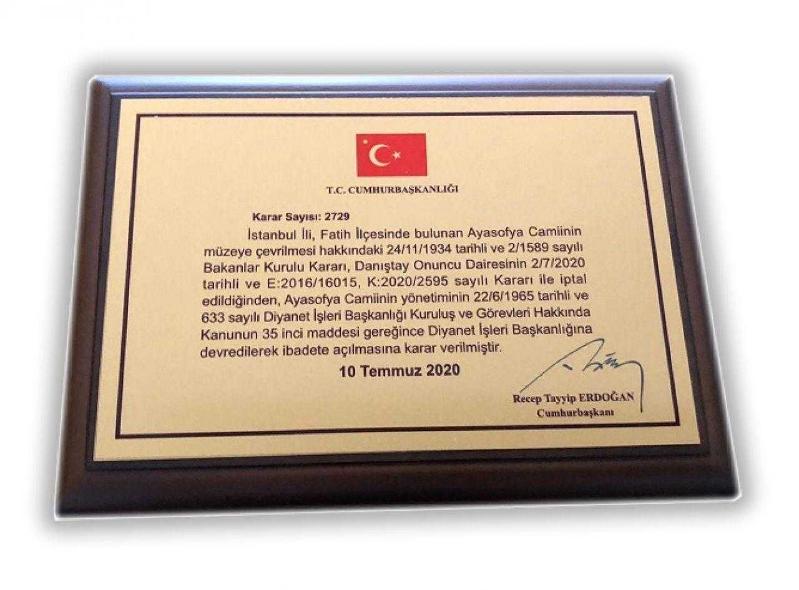 T.C. CUMHURBAŞKANLIĞI
Karar Sayısı: 2729
İstanbul İli, Fatih İlçesinde bulunan Ayasofya Camiinin
müzeye çevrilmesi hakkındaki 24/11/1934 tarihli ve 2/1589 sayılı
Bakanlar Kurulu Kararı, Danıştay Onuncu Dairesinin 2/7/2020
tarihli ve E:2016/16015, K:2020/2595 sayılı Kararı ile iptal
edildiğinden, Ayasofya Camiinin yönetiminin 22/6/1965 tarihli ve
633 sayılı Diyanet İşleri Başkanlığı Kuruluş ve Görevleri Hakkında
Kanunun 35 inci maddesi gereğince Diyanet İşleri Başkanlığına
devredilerek ibadete açılmasına karar verilmiştir.
10 Temmuz 2020
Recep Tayyip ERDOĞAN
Cumhurbaşkanı